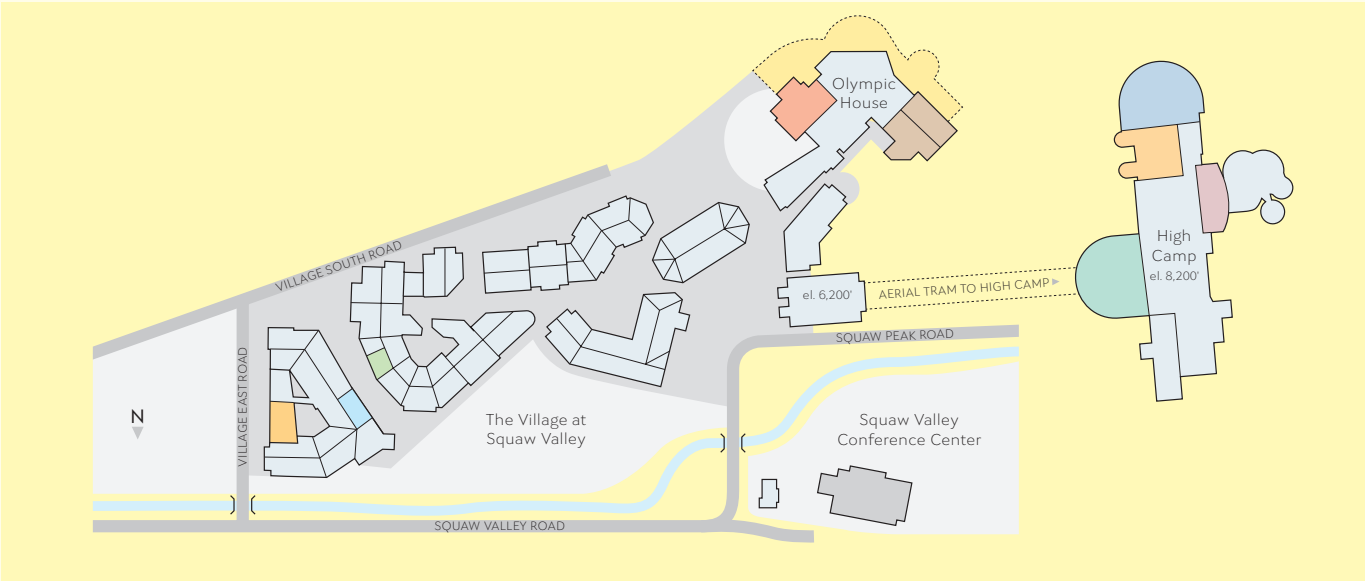 Olympic
House
VILLAGE SOUTH ROAD
High
Camp
el. 8,200'
el. 6,200'
AERIAL TRAM TO HIGH CAMP
SQUAW PEAK ROAD
VILLAGE EAST ROAD
N
The Village at
Squaw Valley
Squaw Valley
Conference Center
SQUAW VALLEY ROAD